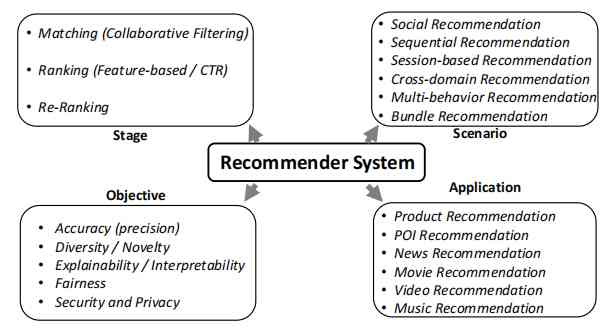 • Matching (Collaborative Filtering)
• Ranking (Feature-based / CTR)
• Re-Ranking
Stage
• Social Recommendation
• Sequential Recommendation
• Session-based Recommendation
• Cross-domain Recommendation
• Multi-behavior Recommendation
• Bundle Recommendation
Scenario
Recommender System
Objective
• Accuracy (precision)
• Diversity / Novelty
• Explainability / Interpretability
• Fairness
• Security and Privacy
Application
• Product Recommendation
• POI Recommendation
• News Recommendation
• Movie Recommendation
• Video Recommendation
• Music Recommendation